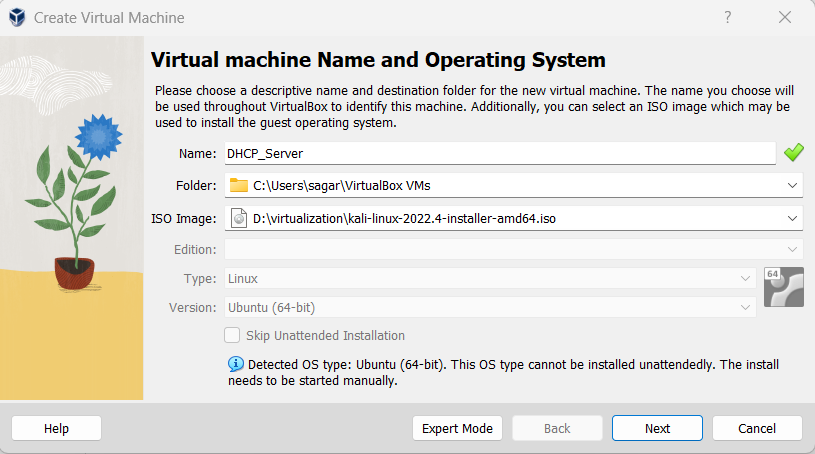 Create Virtual Machine
?
Virtual machine Name and Operating System
Please choose a descriptive name and destination folder for the new virtual machine. The name you choose will
be used throughout VirtualBox to identify this machine. Additionally, you can select an ISO image which may be
used to install the guest operating system.
Name: DHCP_Server
Folder: C:\Users\sagar\VirtualBox VMs
ISO Image: D:\virtualization\kali-linux-2022.4-installer-amd64.iso
Edition:
Type: Linux
64
Version: Ubuntu (64-bit)
Skip Unattended Installation
Detected OS type: Ubuntu (64-bit). This OS type cannot be installed unattendedly. The install
needs to be started manually.
Help Expert Mode Back Next Cancel